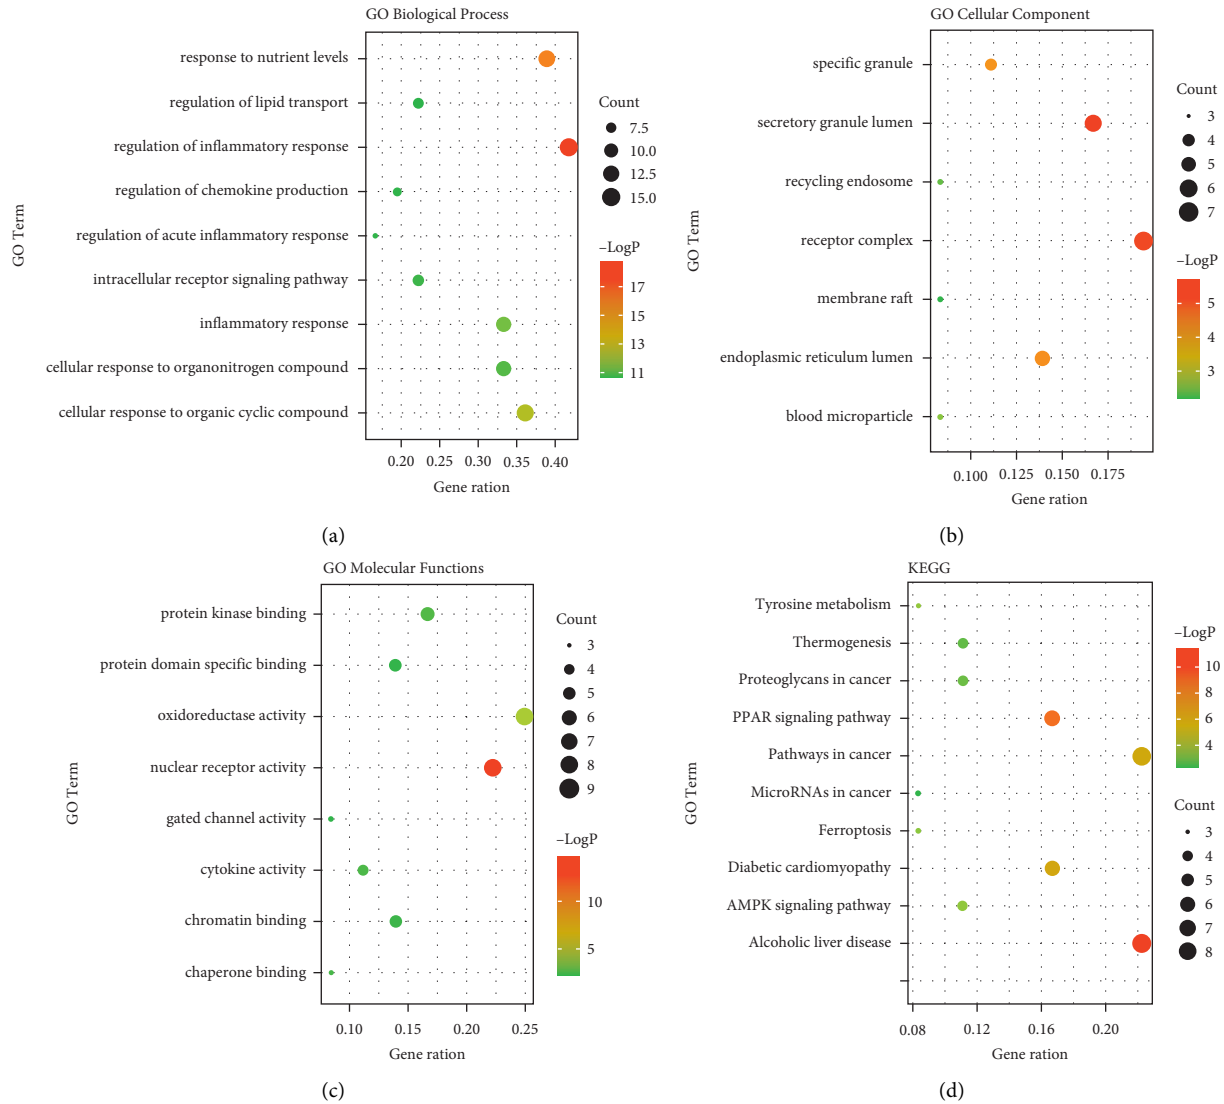 GO Biological Process
GO Term
response to nutrient levels
regulation of lipid transport
regulation of inflammatory response
regulation of chemokine production
regulation of acute inflammatory response
intracellular receptor signaling pathway
inflammatory response
cellular response to organonitrogen compound
cellular response to organic cyclic compound
0.20 0.25 0.30 0.35 0.40
Gene ration
Count
7.5
10.0
12.5
15.0
–LogP
17
15
13
11
(a)
GO Cellular Component
GO Term
specific granule
secretory granule lumen
recycling endosome
receptor complex
membrane raft
endoplasmic reticulum lumen
blood microparticle
0.100 0.125 0.150 0.175
Gene ration
Count
3
4
5
6
7
–LogP
5
4
3
(b)
GO Molecular Functions
GO Term
protein kinase binding
protein domain specific binding
oxidoreductase activity
nuclear receptor activity
gated channel activity
cytokine activity
chromatin binding
chaperone binding
0.10 0.15 0.20 0.25
Gene ration
Count
3
4
5
6
7
8
9
–LogP
10
5
(c)
KEGG
GO Term
Tyrosine metabolism
Thermogenesis
Proteoglycans in cancer
PPAR signaling pathway
Pathways in cancer
MicroRNAs in cancer
Ferroptosis
Diabetic cardiomyopathy
AMPK signaling pathway
Alcoholic liver disease
0.08 0.12 0.16 0.20
Gene ration
–LogP
10
8
6
4
Count
3
4
5
6
7
8
(d)